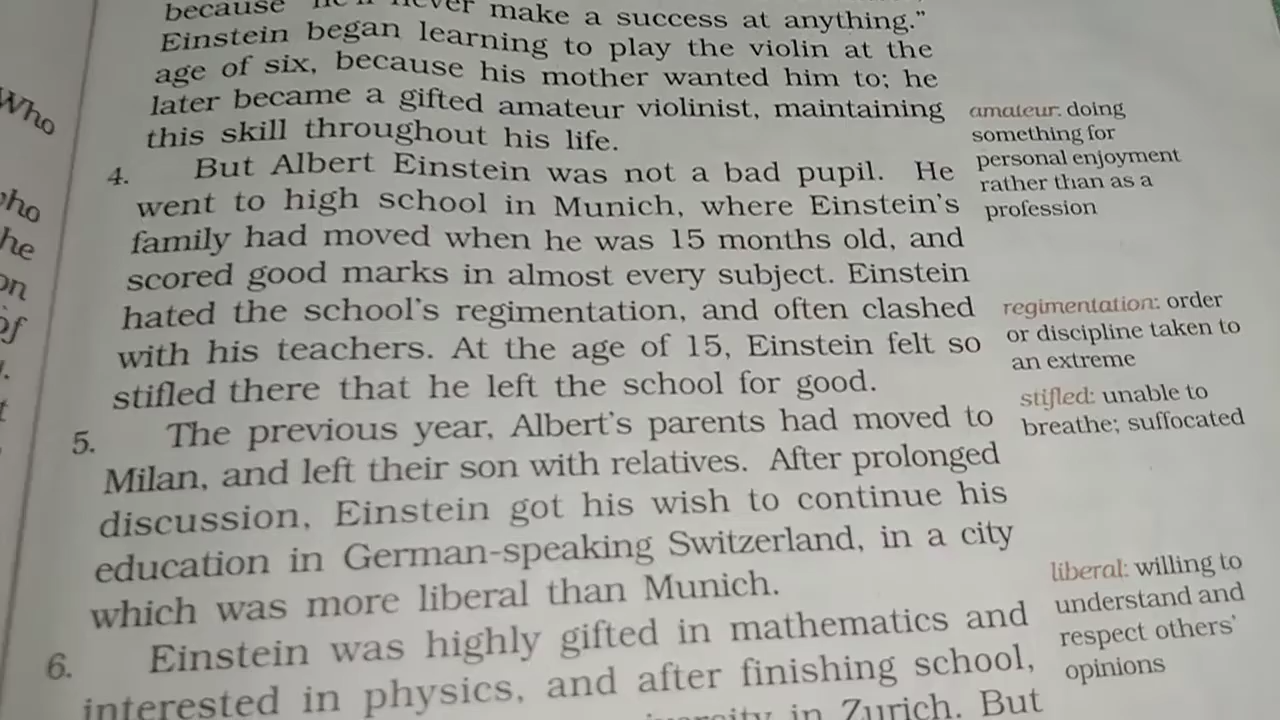 because he'll never make a success at anything."
Einstein began learning to play the violin at the
age of six, because his mother wanted him to; he
later became a gifted amateur violinist, maintaining
this skill throughout his life.
amateur: doing
something for
personal enjoyment
rather than as a
profession
4. But Albert Einstein was not a bad pupil. He
went to high school in Munich, where Einstein's
family had moved when he was 15 months old, and
scored good marks in almost every subject. Einstein
hated the school's regimentation, and often clashed
with his teachers. At the age of 15, Einstein felt so
stifled there that he left the school for good.
regimentation: order
or discipline taken to
an extreme
stifled: unable to
breathe; suffocated
5. The previous year, Albert's parents had moved to
Milan, and left their son with relatives. After prolonged
discussion, Einstein got his wish to continue his
education in German-speaking Switzerland, in a city
which was more liberal than Munich.
liberal: willing to
understand and
respect others'
opinions
6. Einstein was highly gifted in mathematics and
interested in physics, and after finishing school,
in Zurich. But
Who
he
of